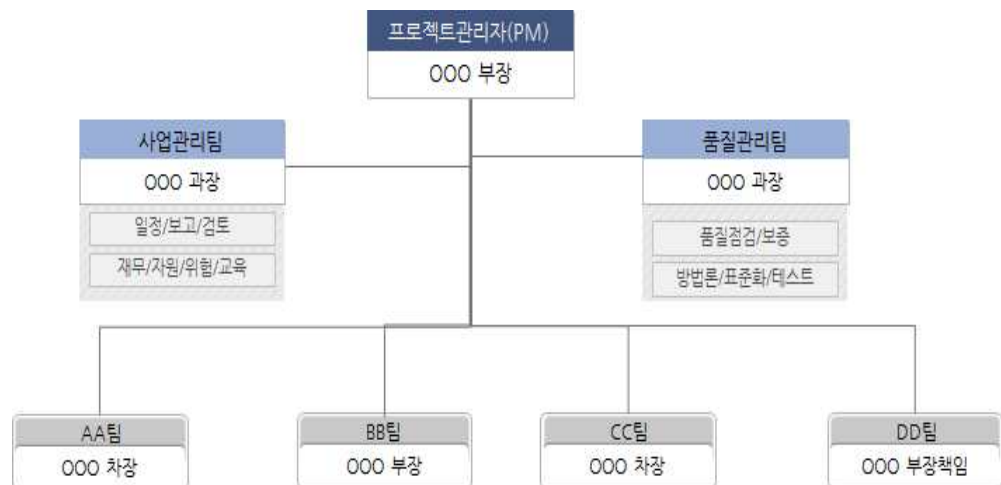 프로젝트관리자(PM)
OOO 부장
사업관리팀
OOO 과장
일정/보고/검토
재무/자원/위험/교육
품질관리팀
OOO 과장
품질점검/보증
방법론/표준화/테스트
AA팀
OOO 차장
BB팀
OOO 부장
CC팀
OOO 차장
DD팀
OOO 부장책임